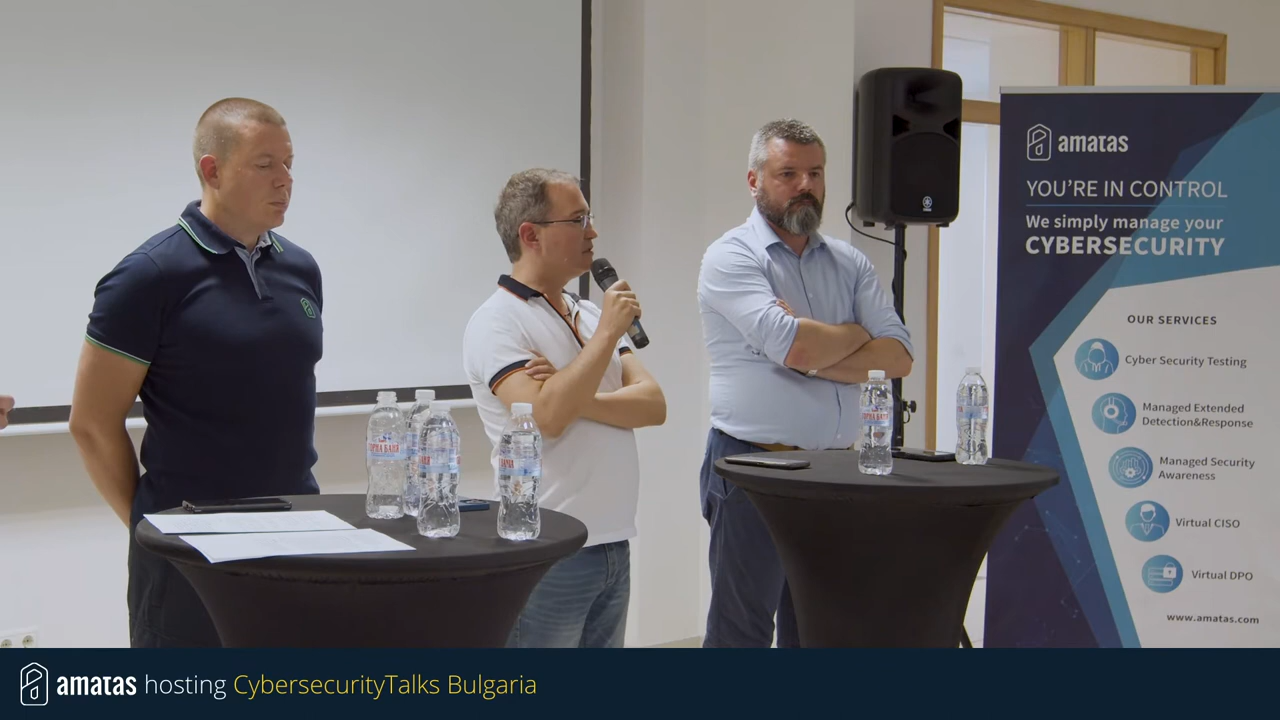 amatas
YOU'RE IN CONTROL
We simply manage your
CYBERSECURITY
OUR SERVICES
Cyber Security Testing
Managed Extended
Detection&Response
Managed Security
Awareness
Virtual CISO
Virtual DPO
www.amatas.com
amatas hosting CybersecurityTalks Bulgaria